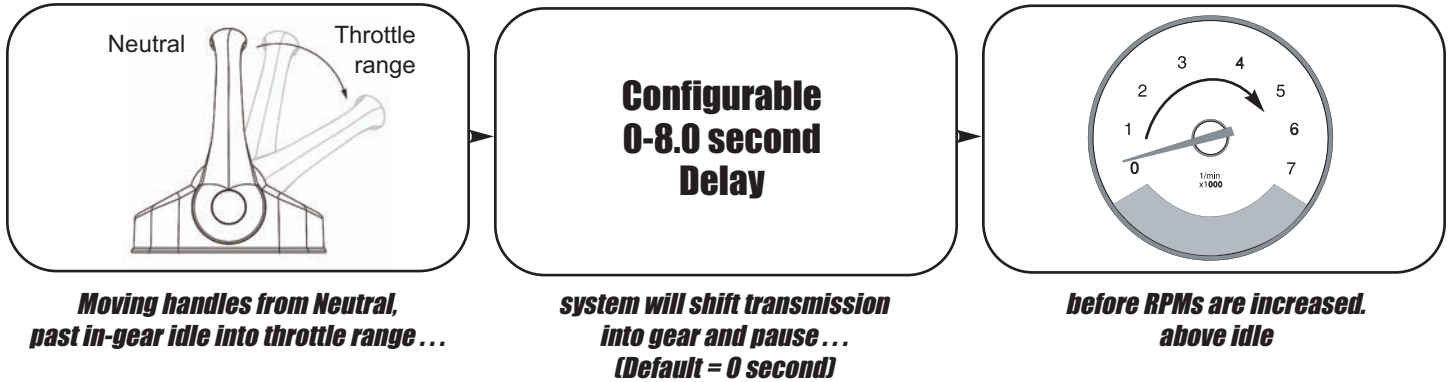 Neutral
Throttle
range
Moving handles from Neutral,
past in-gear idle into throttle range . . .
Configurable
0-8.0 second
Delay
system will shift transmission
into gear and pause . . .
(Default = 0 second)
0
1
2
3
4
5
6
7
1/min
x1000
before RPMs are increased.
above idle